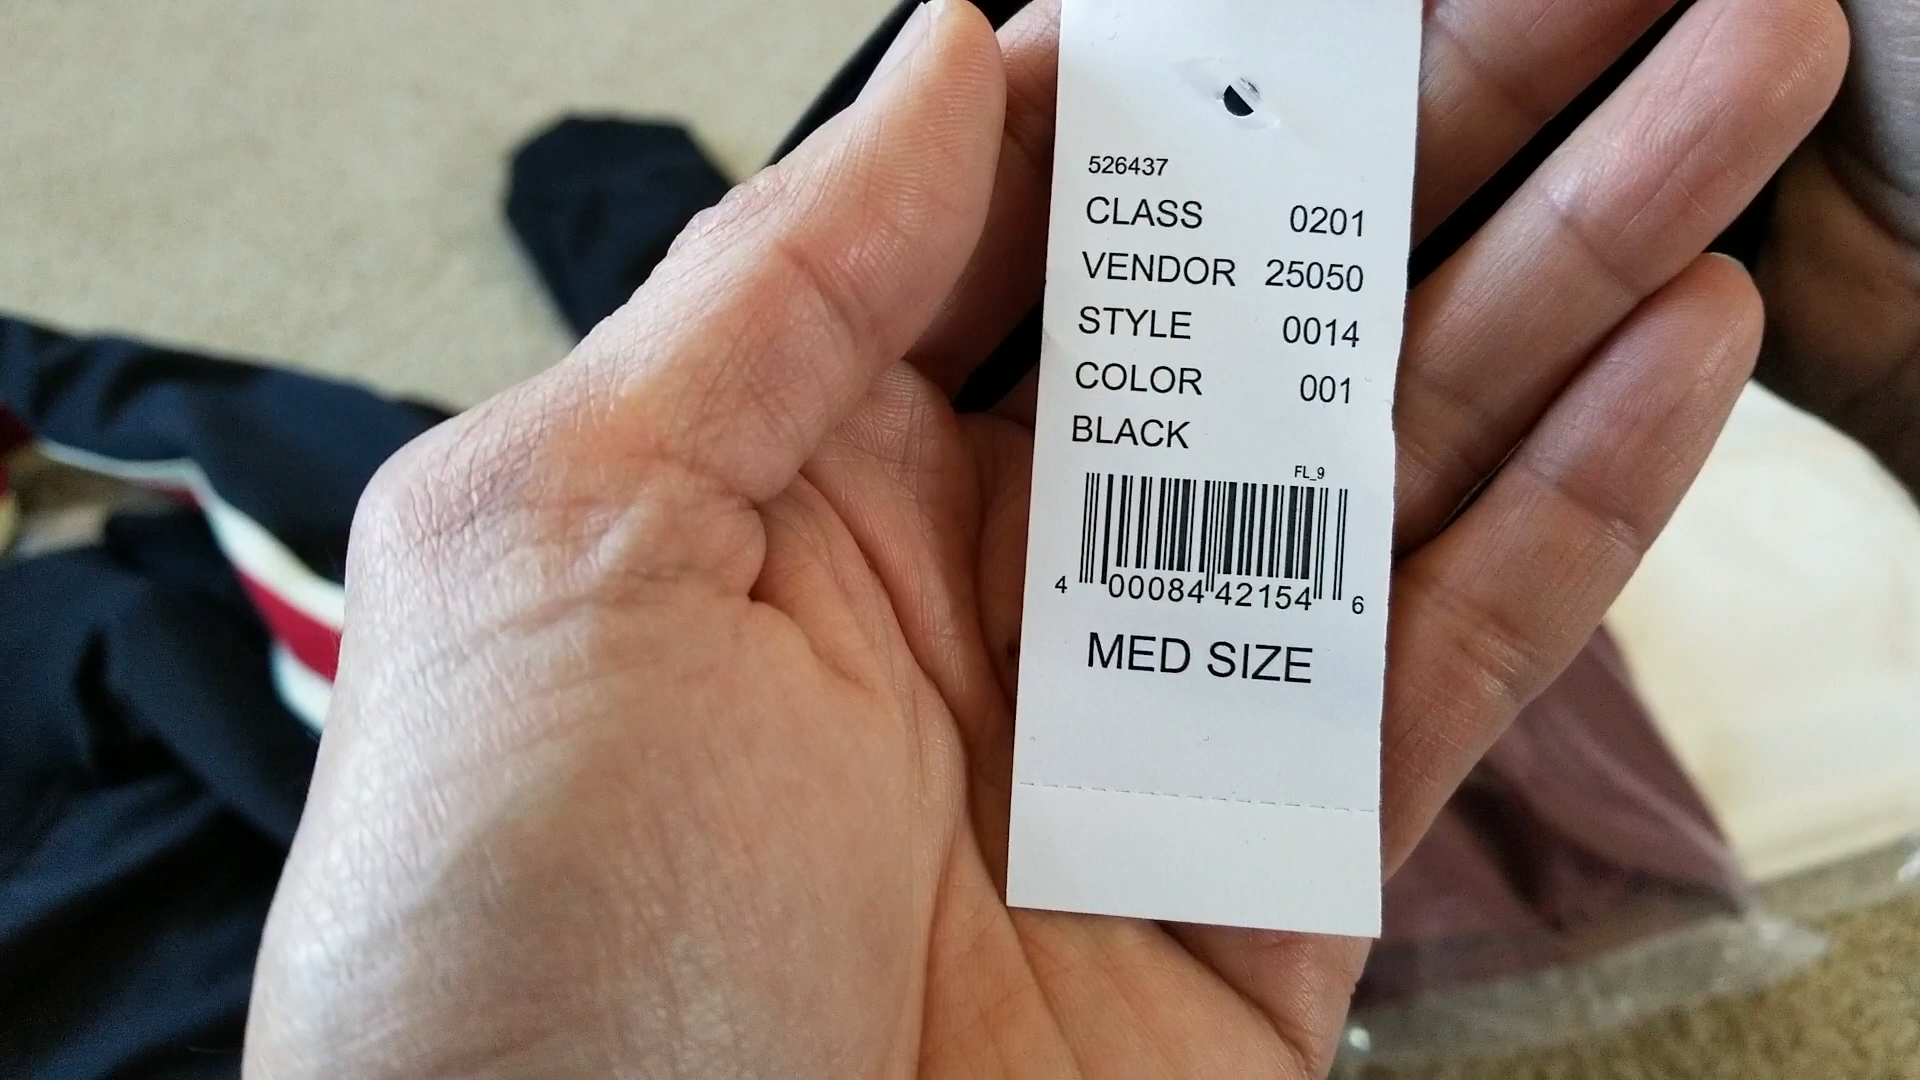 526437
CLASS 0201
VENDOR 25050
STYLE 0014
COLOR 001
BLACK
FL_9
4 00084 42154 6
MED SIZE